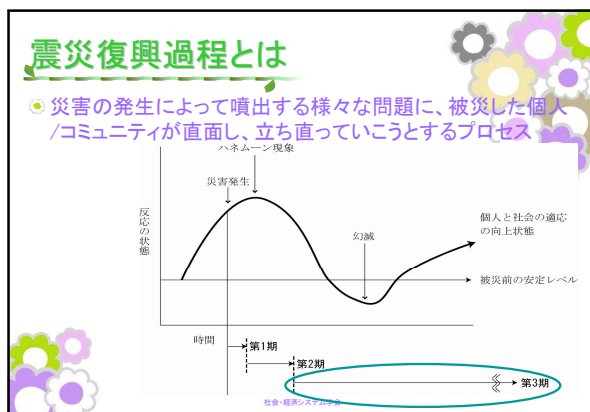 震災復興過程とは
災害の発生によって噴出する様々な問題に、被災した個人
/コミュニティが直面し、立ち直っていこうとするプロセス
ハネムーン現象
災害発生
反応の状態
幻滅
個人と社会の適応
の向上状態
被災前の安定レベル
時間
第1期
第2期
第3期
社会・経済システム学会